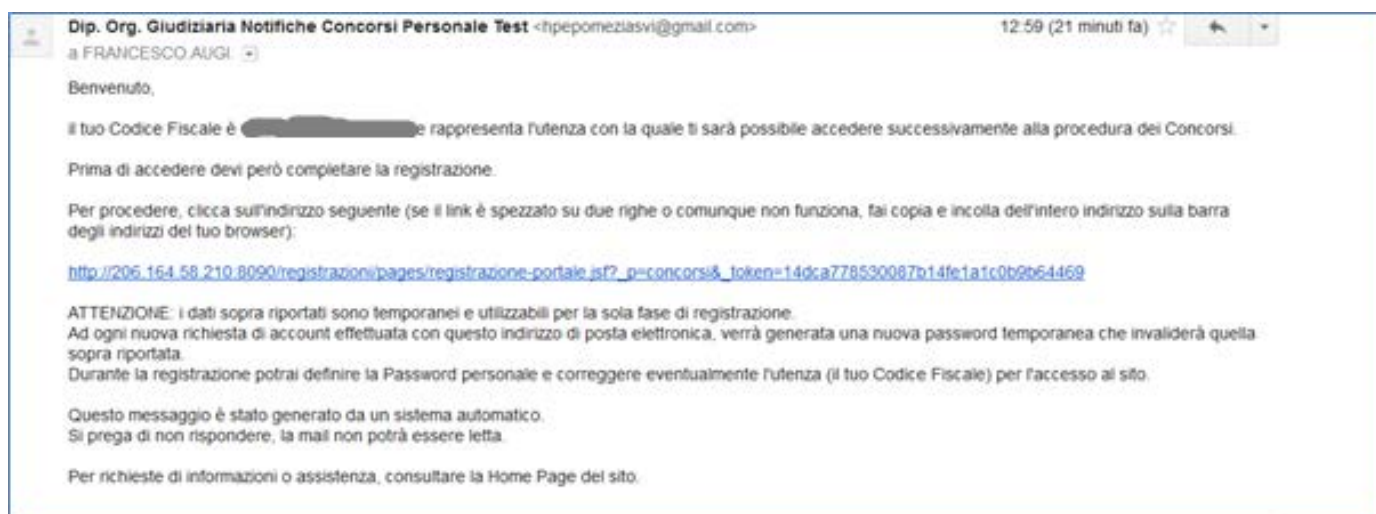 Dip. Org. Giudiziaria Notifiche Concorsi Personale Test <hpepomeziasvi@gmail.com>
12:59 (21 minuti fa)
a FRANCESCO.AUGI.
Benvenuto,
il tuo Codice Fiscale è e rappresenta l'utenza con la quale ti sarà possibile accedere successivamente alla procedura dei Concorsi.
Prima di accedere devi però completare la registrazione.
Per procedere, clicca sull'indirizzo seguente (se il link è spezzato su due righe o comunque non funziona, fai copia e incolla dell'intero indirizzo sulla barra
degli indirizzi del tuo browser):
http://206.164.58.210:8090/registrazioni/pages/registrazione-portale.jsf?_p=concorsi&_token=14dca778530087b14fe1a1c0b9b64469
ATTENZIONE: i dati sopra riportati sono temporanei e utilizzabili per la sola fase di registrazione.
Ad ogni nuova richiesta di account effettuata con questo indirizzo di posta elettronica, verrà generata una nuova password temporanea che invaliderà quella
sopra riportata.
Durante la registrazione potrai definire la Password personale e correggere eventualmente l'utenza (il tuo Codice Fiscale) per l'accesso al sito.
Questo messaggio è stato generato da un sistema automatico.
Si prega di non rispondere, la mail non potrà essere letta.
Per richieste di informazioni o assistenza, consultare la Home Page del sito.